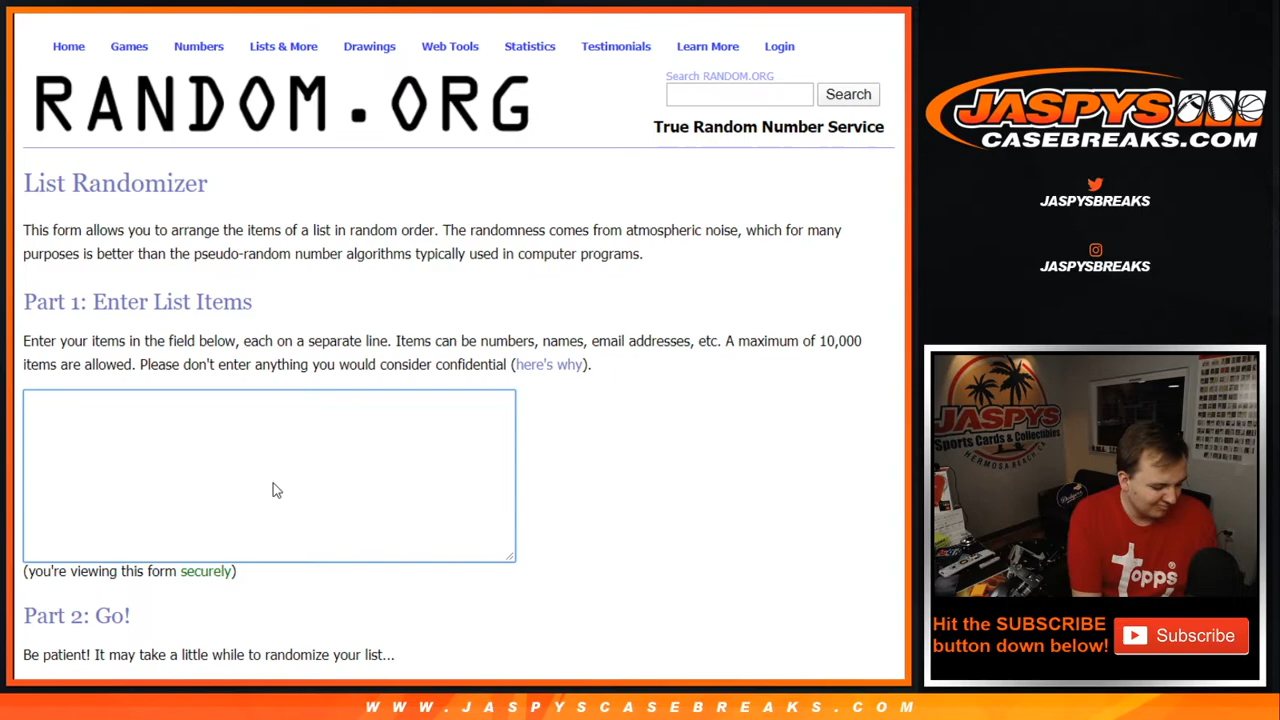 Home Games Numbers Lists & More Drawings Web Tools Statistics Testimonials Learn More Login
RANDOM.ORG
Search RANDOM.ORG
Search
True Random Number Service
List Randomizer
This form allows you to arrange the items of a list in random order. The randomness comes from atmospheric noise, which for many
purposes is better than the pseudo-random number algorithms typically used in computer programs.
Part 1: Enter List Items
Enter your items in the field below, each on a separate line. Items can be numbers, names, email addresses, etc. A maximum of 10,000
items are allowed. Please don't enter anything you would consider confidential (here's why).
(you're viewing this form securely)
Part 2: Go!
Be patient! It may take a little while to randomize your list...
JASPYS
CASEBREAKS.COM
JASPYSBREAKS
JASPYSBREAKS
JASPYS
Sports Cards & Collectibles
HERMOSA BEACH CA
Dodgers
topps
Hit the SUBSCRIBE
button down below!
Subscribe
WWW.JASPYSCASEBREAKS.COM